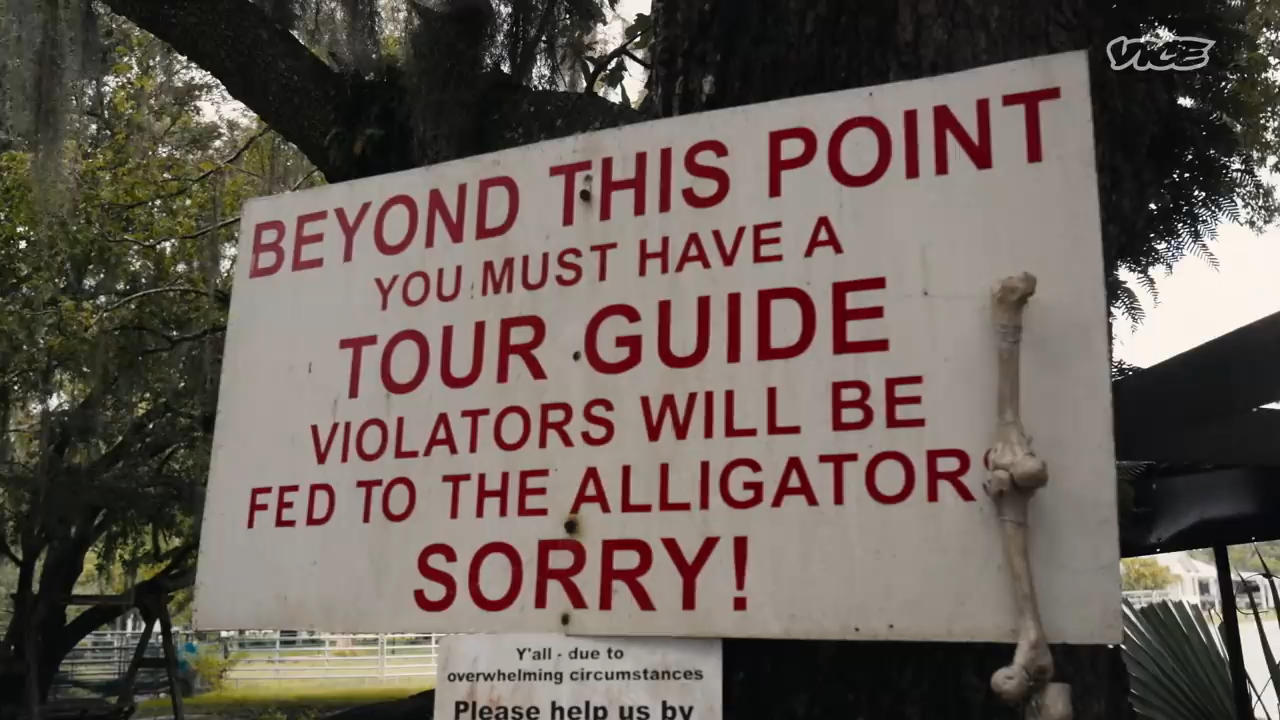 VICE
BEYOND THIS POINT
YOU MUST HAVE A
TOUR GUIDE
VIOLATORS WILL BE
FED TO THE ALLIGATORS
SORRY!
Y'all - due to
overwhelming circumstances
Please help us by